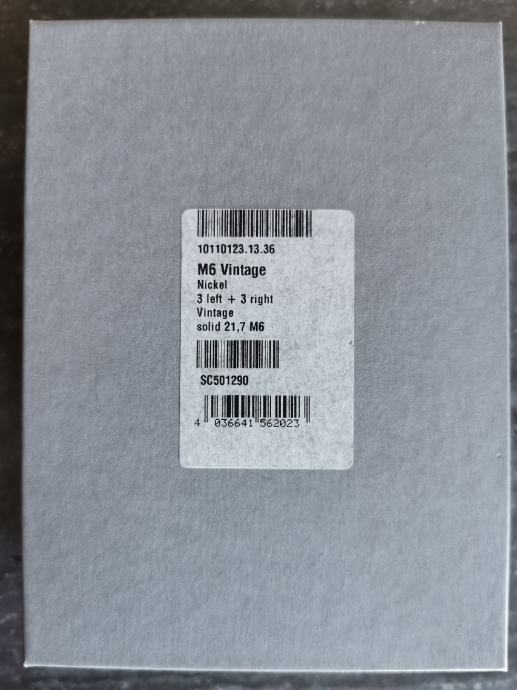 10110123.13.36
M6 Vintage
Nickel
3 left + 3 right
Vintage
solid 21,7 M6
SC501290
4 036641 562023